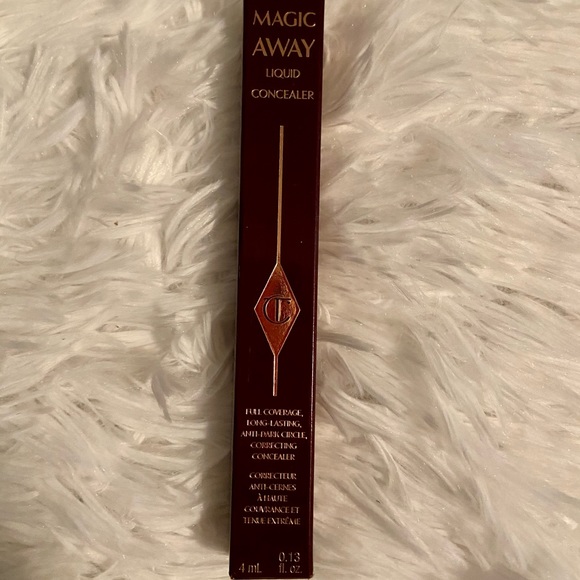 MAGIC
AWAY
LIQUID
CONCEALER
CT
FULL COVERAGE,
LONG-LASTING,
ANTI-DARK CIRCLE,
CORRECTING
CONCEALER
CORRECTEUR
ANTI-CERNES
À HAUTE
COUVRANCE ET
TENUE EXTRÊME
4 ml. 0.13 fl. oz.